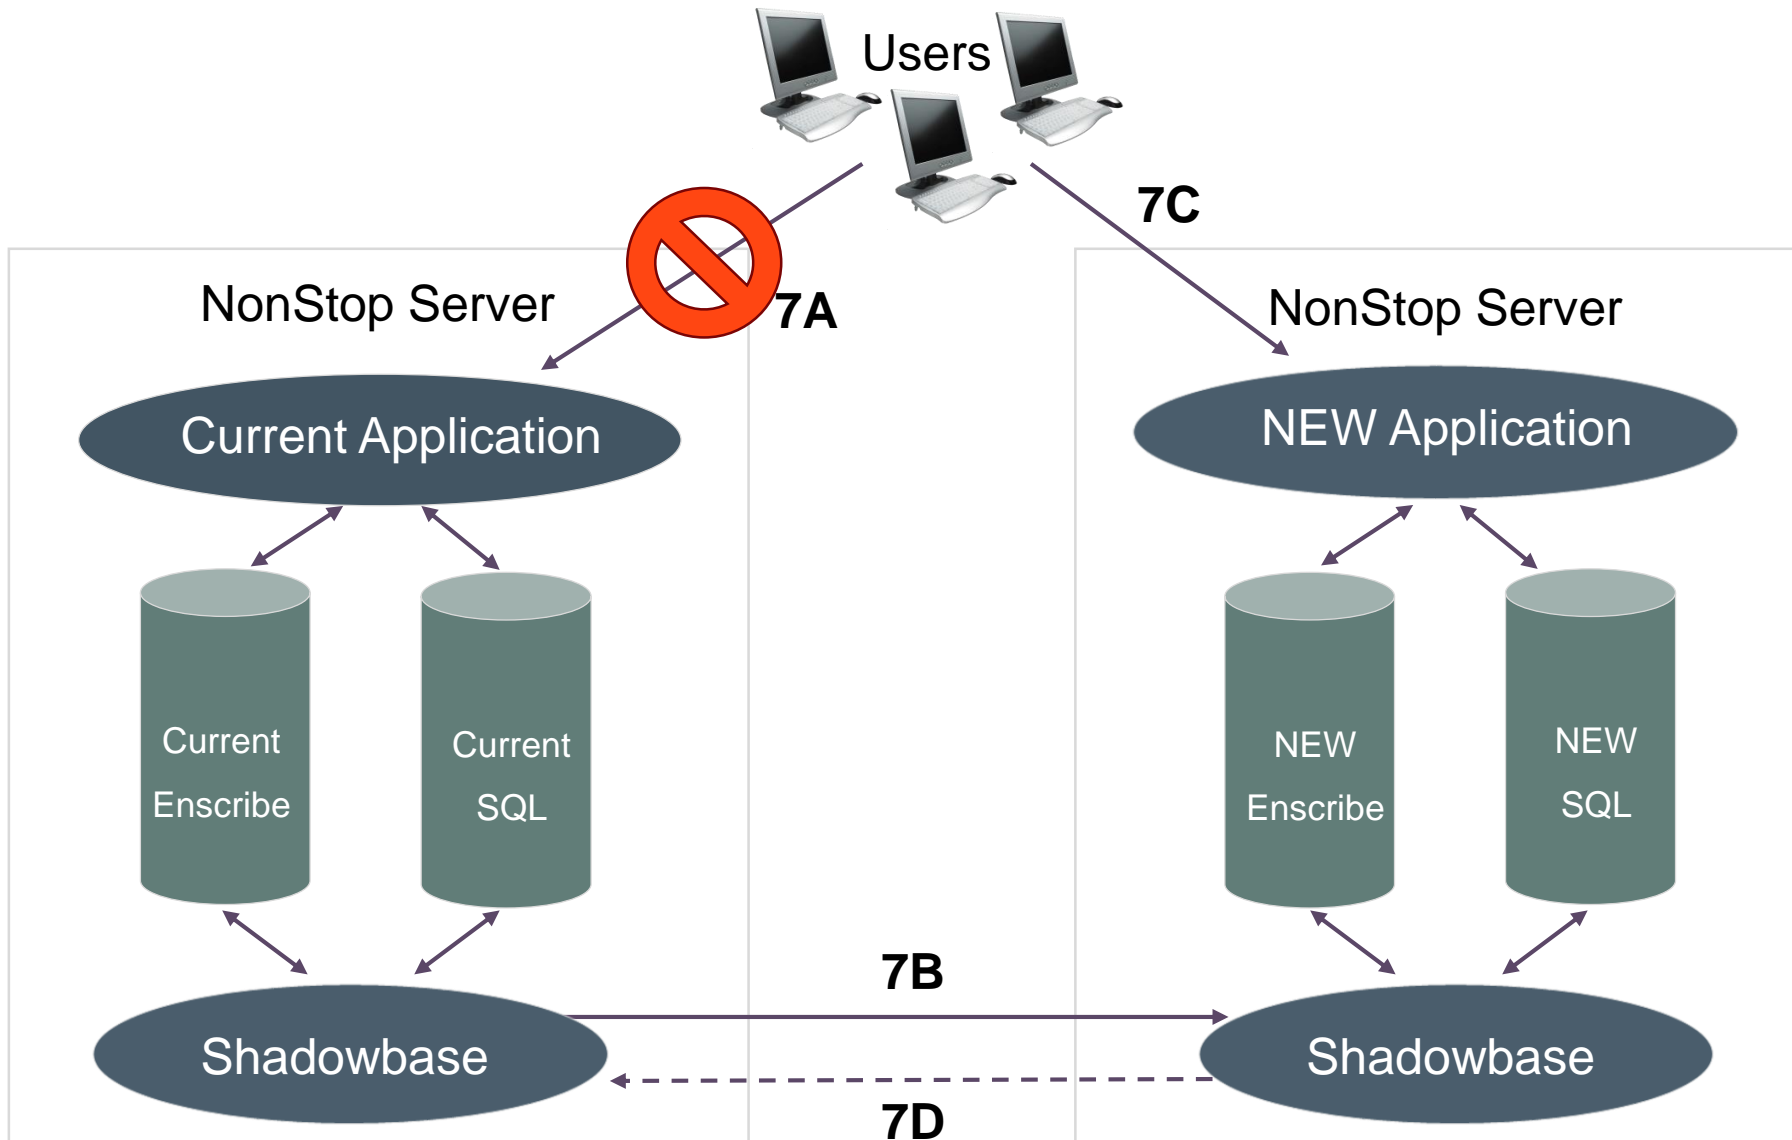 Users
7C
7A
NonStop Server
NonStop Server
Current Application
NEW Application
Current
Enscribe
Current
SQL
NEW
Enscribe
NEW
SQL
7B
Shadowbase
Shadowbase
7D